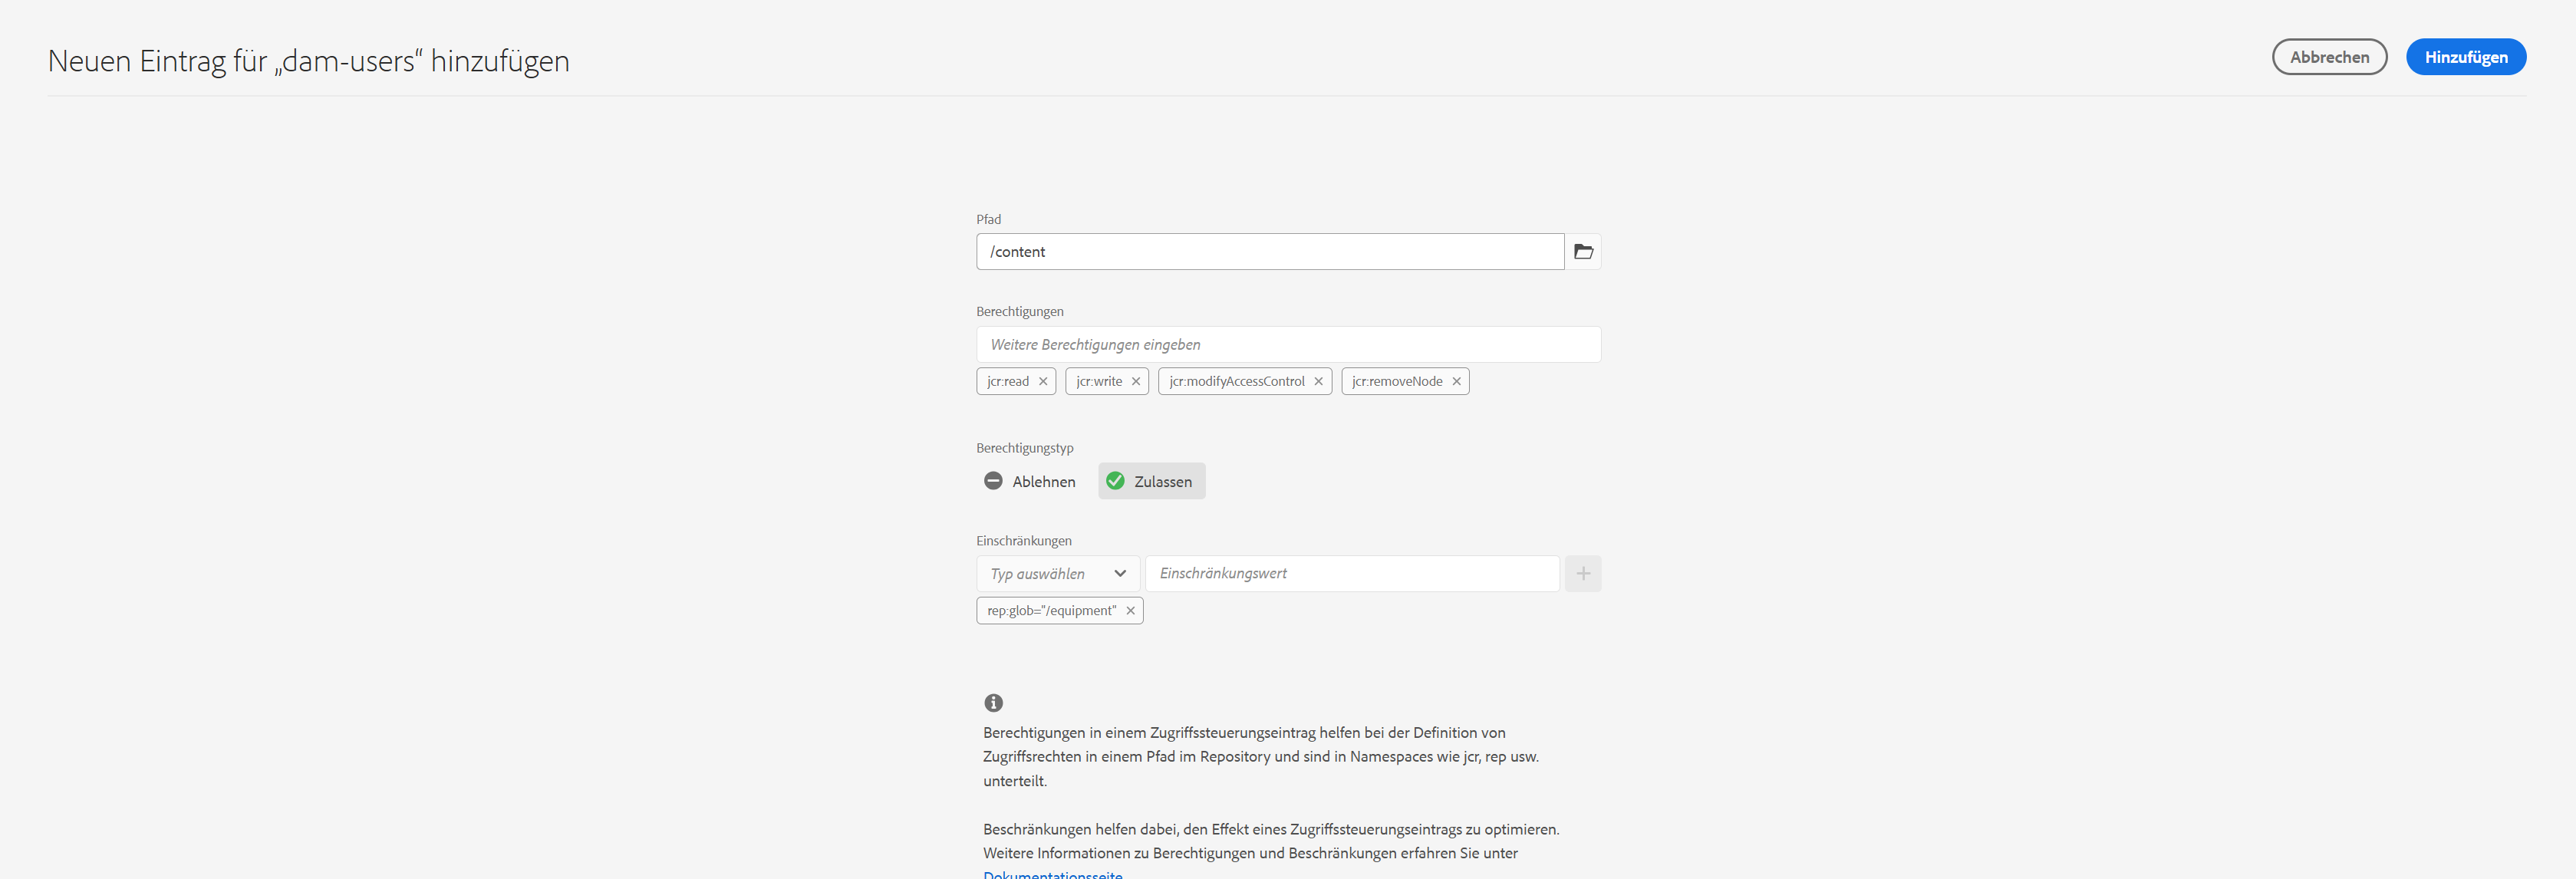 Neuen Eintrag für „dam-users“ hinzufügen
Abbrechen
Hinzufügen
Pfad
/content
Berechtigungen
Weitere Berechtigungen eingeben
jcr:read
jcr:write
jcr:modifyAccessControl
jcr:removeNode
Berechtigungstyp
Ablehnen
Zulassen
Einschränkungen
Typ auswählen
Einschränkungswert
rep:glob="/equipment"
Berechtigungen in einem Zugriffssteuerungseintrag helfen bei der Definition von
Zugriffsrechten in einem Pfad im Repository und sind in Namespaces wie jcr, rep usw.
unterteilt.
Beschränkungen helfen dabei, den Effekt eines Zugriffssteuerungseintrags zu optimieren.
Weitere Informationen zu Berechtigungen und Beschränkungen erfahren Sie unter
Dokumentationsseite